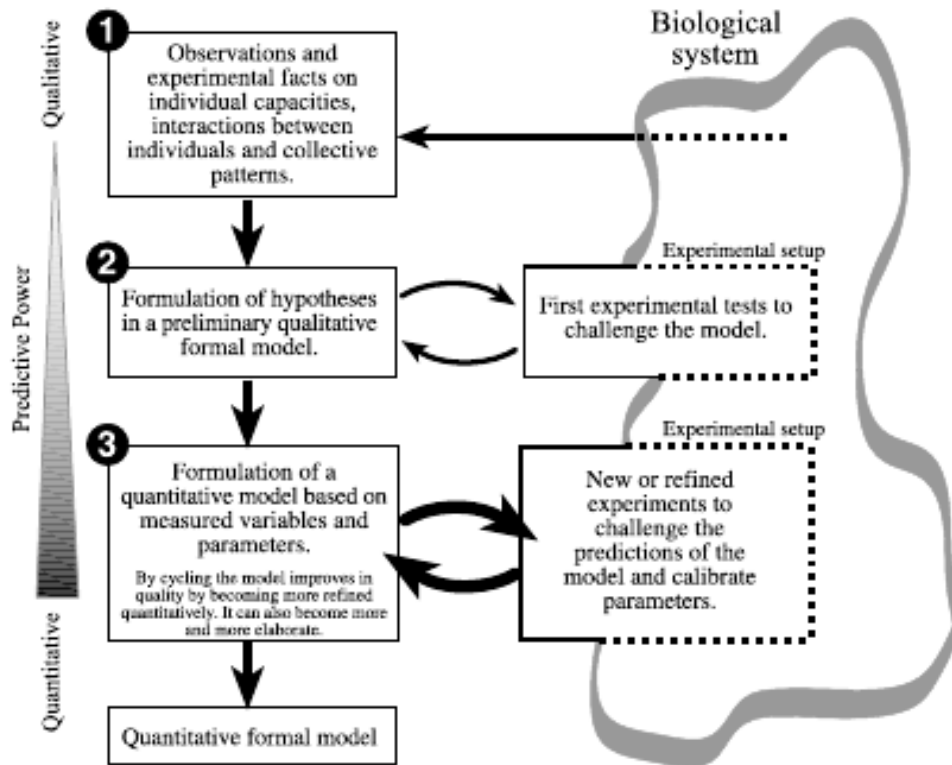 Qualitative
Predictive Power
Quantitative
1
Observations and
experimental facts on
individual capacities,
interactions between
individuals and collective
patterns.
2
Formulation of hypotheses
in a preliminary qualitative
formal model.
3
Formulation of a
quantitative model based on
measured variables and
parameters.
By cycling the model improves in
quality by becoming more refined
quantitatively. It can also become more
and more elaborate.
Quantitative formal model
Biological
system
Experimental setup
First experimental tests to
challenge the model.
Experimental setup
New or refined
experiments to
challenge the
predictions of the
model and calibrate
parameters.